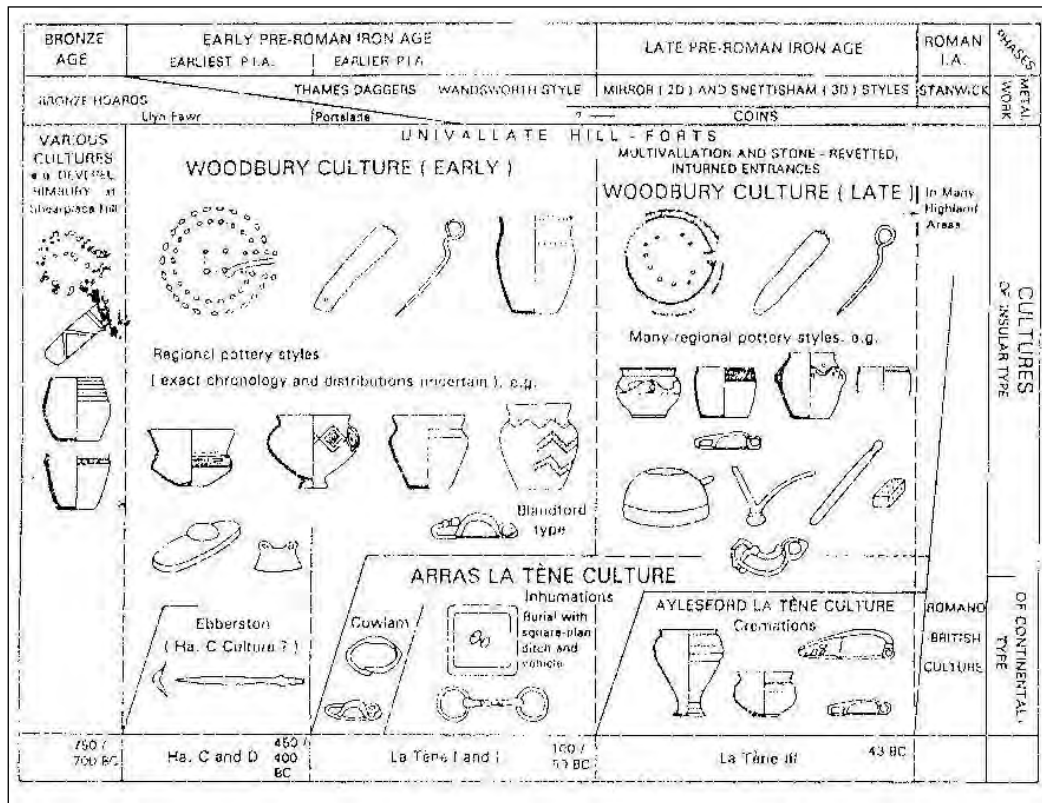 BRONZE AGE
EARLY PRE-ROMAN IRON AGE
EARLIEST P.I.A.
EARLIER P.I.A.
LATE PRE-ROMAN IRON AGE
ROMAN I.A.
PHASES
METAL WORK
BRONZE HOARDS
THAMES DAGGERS
WANDSWORTH STYLE
MIRROR (2D) AND SNETTISHAM (3D) STYLES
STANWICK
Llyn Fawr
Portslade
?
COINS
UNIVALLATE HILL-FORTS
VARIOUS CULTURES
e.g. DEVEREL
RIMBURY at
Shearplace Hill
WOODBURY CULTURE (EARLY)
MULTIVALLATION AND STONE-REVETTED,
INTURNED ENTRANCES
WOODBURY CULTURE (LATE)
In Many
Highland
Areas
CULTURES
OF INSULAR TYPE
Regional pottery styles
(exact chronology and distributions uncertain), e.g.
Many regional pottery styles, e.g.
Blandford
type
ARRAS LA TÈNE CULTURE
Inhumations
Ebberston
(Ha. C Culture?)
Cowlam
Burial with
square-plan
ditch and
vehicle
AYLESFORD LA TÈNE CULTURE
Cremations
ROMANO
BRITISH
CULTURE
OF CONTINENTAL
TYPE
750 /
700 BC
Ha. C and D
450 /
400
BC
La Tène I and
100 /
BC
La Tène III
43 BC